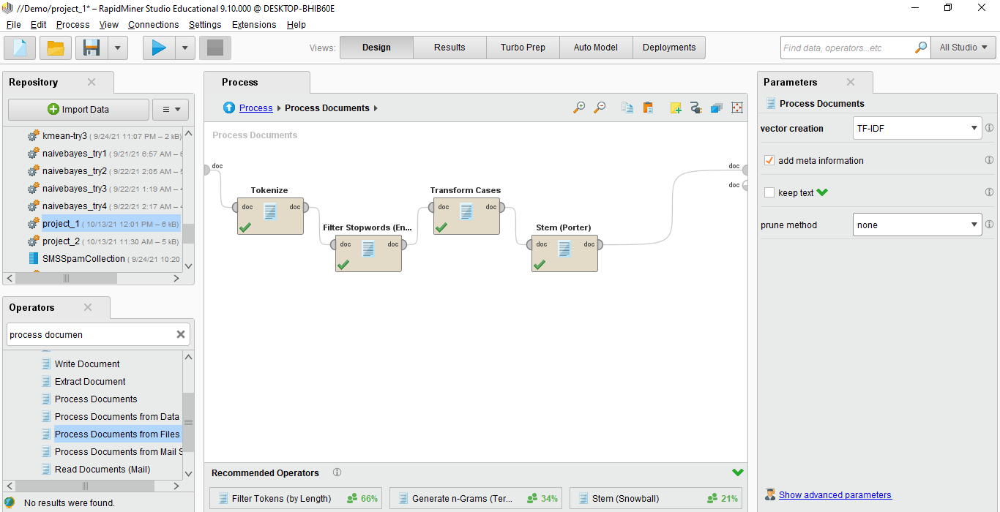 //Demo/project_1* – RapidMiner Studio Educational 9.10.000 @ DESKTOP-BHIB60E
File Edit Process View Connections Settings Extensions Help
Views: Design Results Turbo Prep Auto Model Deployments
Find data, operators...etc All Studio
Repository
Import Data
kmean-try3 ( 9/24/21 11:07 PM – 2 kB)
naivebayes_try1 ( 9/21/21 6:57 AM – 6
naivebayes_try2 ( 9/22/21 2:05 AM –
naivebayes_try3 ( 9/22/21 1:19 AM –
naivebayes_try4 ( 9/22/21 2:17 AM –
project_1 ( 10/13/21 12:01 PM – 6 kB)
project_2 ( 10/13/21 11:30 AM – 5 kB)
SMSSpamCollection ( 9/24/21 10:20
Operators
process documen
Write Document
Extract Document
Process Documents
Process Documents from Data
Process Documents from Files
Process Documents from Mail S
Read Documents (Mail)
No results were found.
Process
Process Process Documents
Process Documents
doc
doc
doc
Tokenize
doc doc
Filter Stopwords (En...
doc doc
Transform Cases
doc doc
Stem (Porter)
doc doc
Recommended Operators
Filter Tokens (by Length) 66%
Generate n-Grams (Ter... 34%
Stem (Snowball) 21%
Parameters
Process Documents
vector creation TF-IDF
add meta information
keep text
prune method none
Show advanced parameters